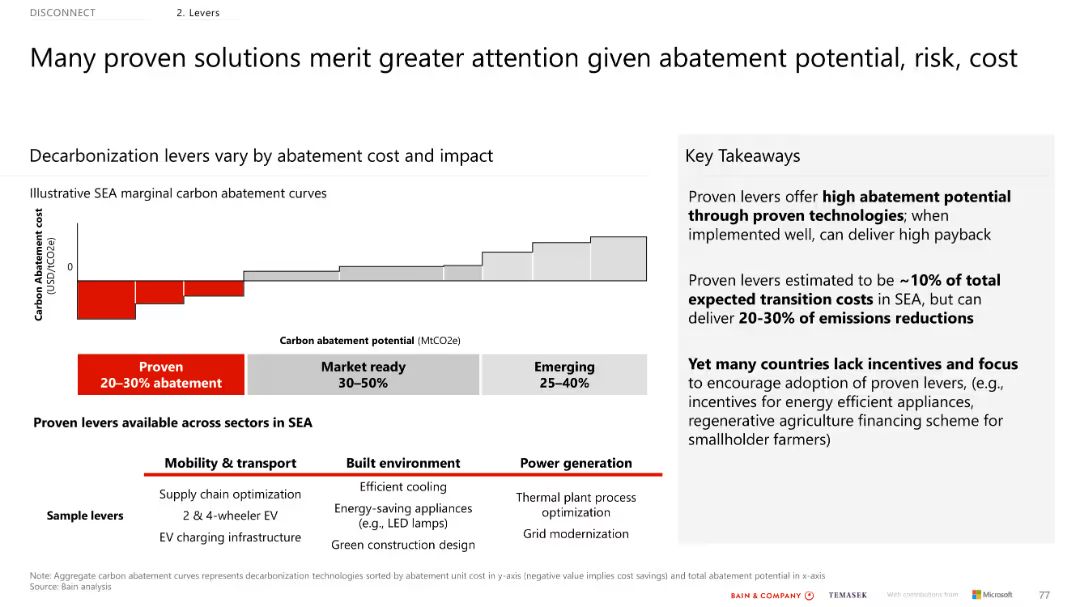 DISCONNECT
2. Levers
Many proven solutions merit greater attention given abatement potential, risk, cost
Decarbonization levers vary by abatement cost and impact
Illustrative SEA marginal carbon abatement curves
Carbon Abatement cost
(USD/tCO2e)
0
Carbon abatement potential (MtCO2e)
Proven
20–30% abatement
Market ready
30–50%
Emerging
25–40%
Proven levers available across sectors in SEA
Mobility & transport
Built environment
Power generation
Sample levers
Supply chain optimization
2 & 4-wheeler EV
EV charging infrastructure
Efficient cooling
Energy-saving appliances
(e.g., LED lamps)
Green construction design
Thermal plant process
optimization
Grid modernization
Key Takeaways
Proven levers offer high abatement potential
through proven technologies; when
implemented well, can deliver high payback
Proven levers estimated to be ~10% of total
expected transition costs in SEA, but can
deliver 20-30% of emissions reductions
Yet many countries lack incentives and focus
to encourage adoption of proven levers, (e.g.,
incentives for energy efficient appliances,
regenerative agriculture financing scheme for
smallholder farmers)
Note: Aggregate carbon abatement curves represents decarbonization technologies sorted by abatement unit cost in y-axis (negative value implies cost savings) and total abatement potential in x-axis
Source: Bain analysis
BAIN & COMPANY
TEMASEK
With contributions from
Microsoft
77